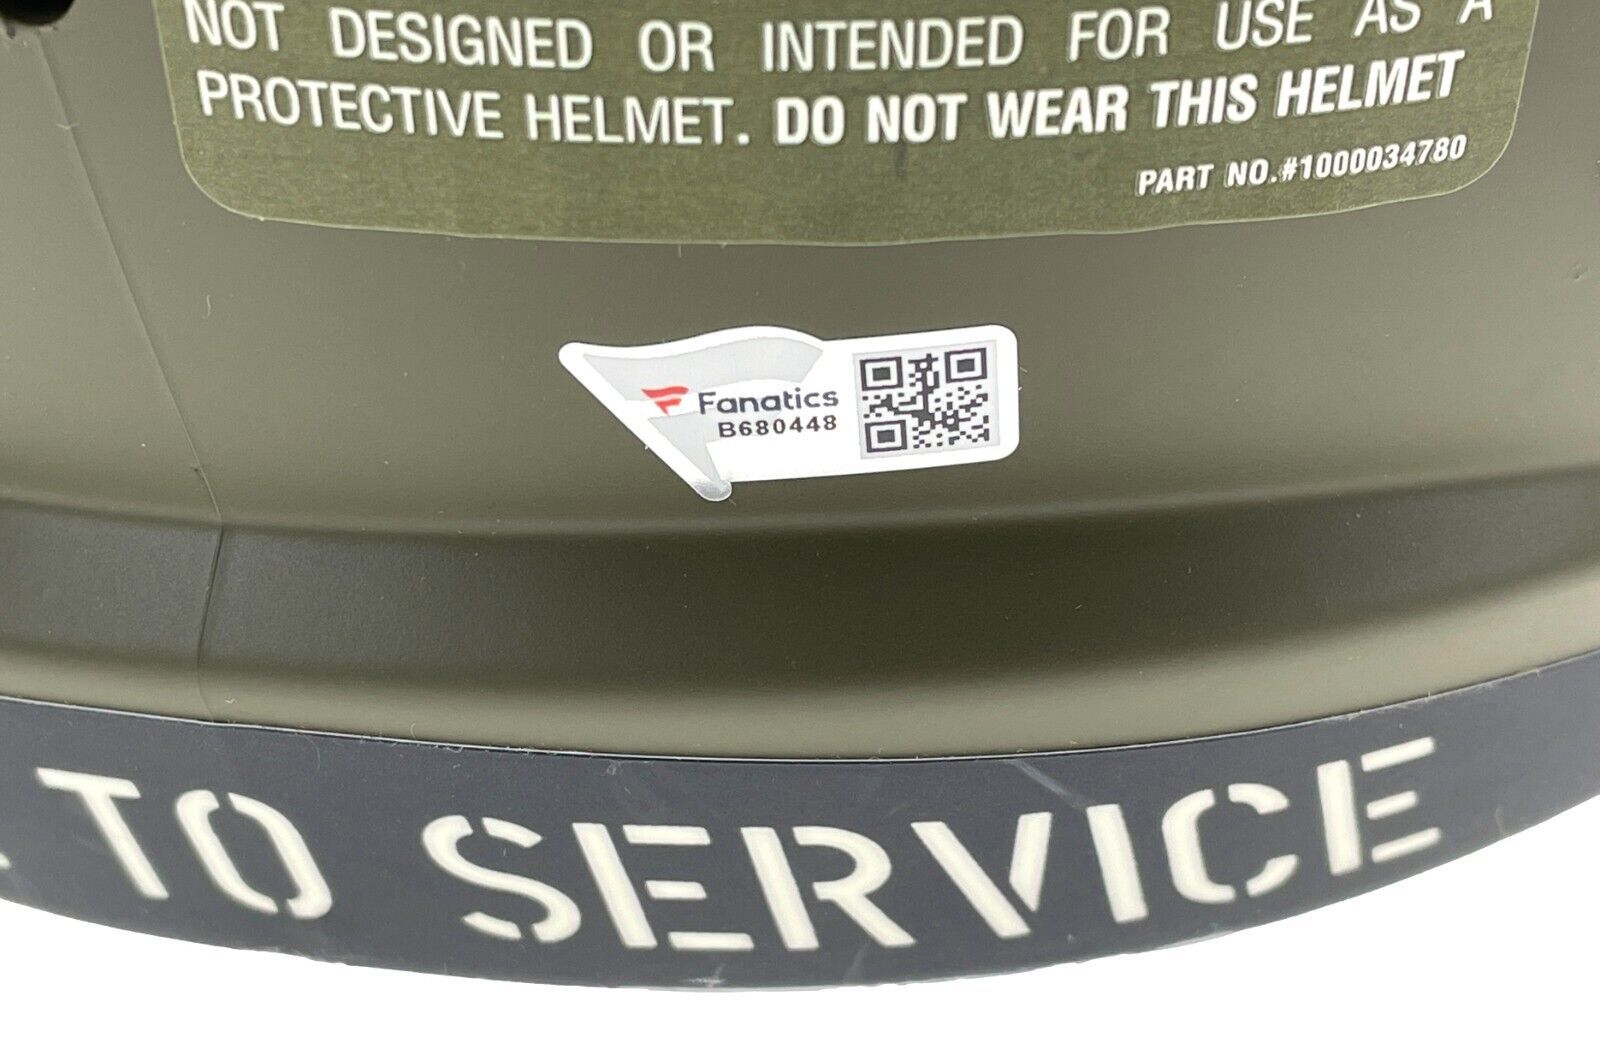 NOT DESIGNED OR INTENDED FOR USE AS A
PROTECTIVE HELMET. DO NOT WEAR THIS HELMET
PART NO.#1000034780
Fanatics
B680448
TO SERVICE